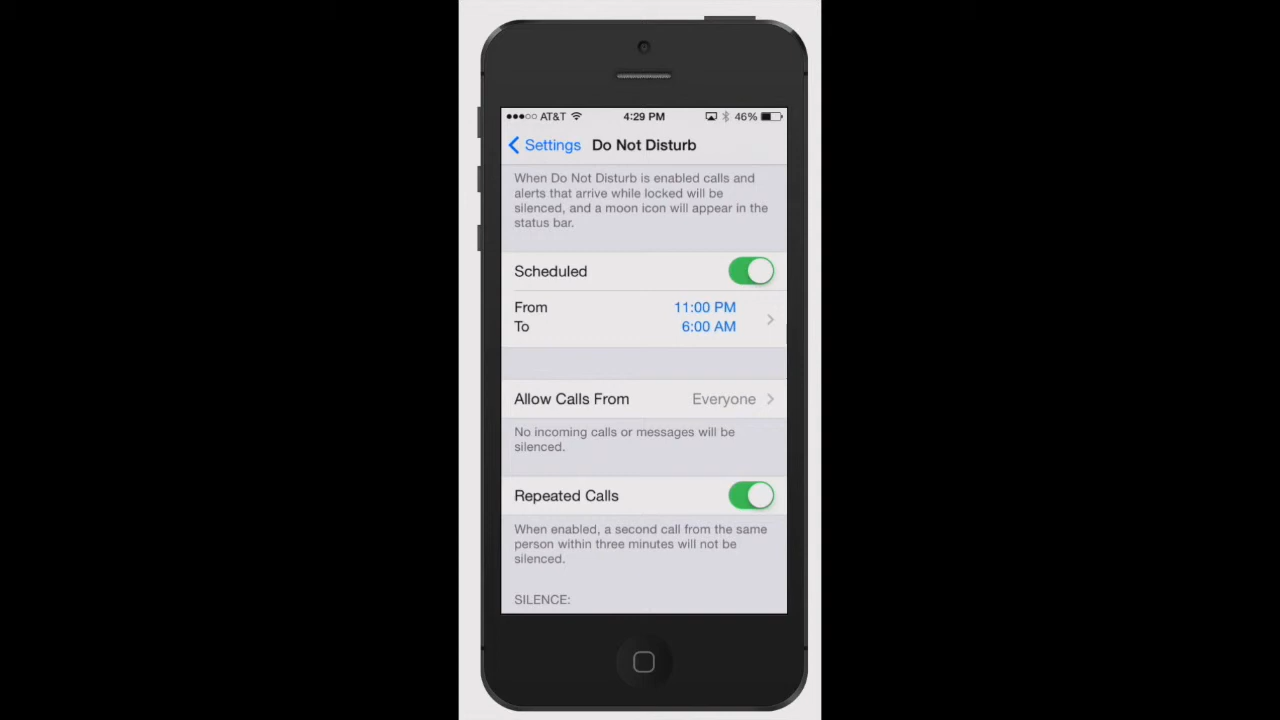 AT&T 4:29 PM 46%
Settings Do Not Disturb
When Do Not Disturb is enabled calls and
alerts that arrive while locked will be
silenced, and a moon icon will appear in the
status bar.
Scheduled
From 11:00 PM
To 6:00 AM
Allow Calls From Everyone
No incoming calls or messages will be
silenced.
Repeated Calls
When enabled, a second call from the same
person within three minutes will not be
silenced.
SILENCE: